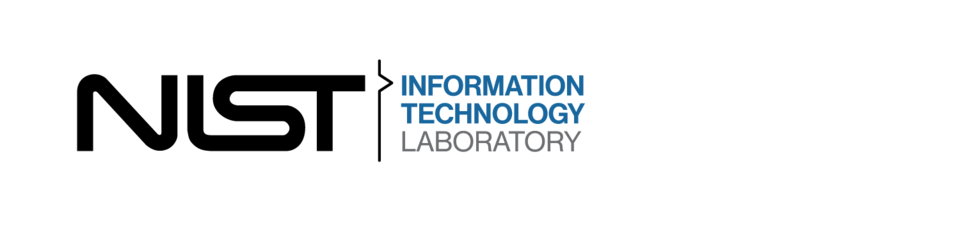 NIST
INFORMATION
TECHNOLOGY
LABORATORY